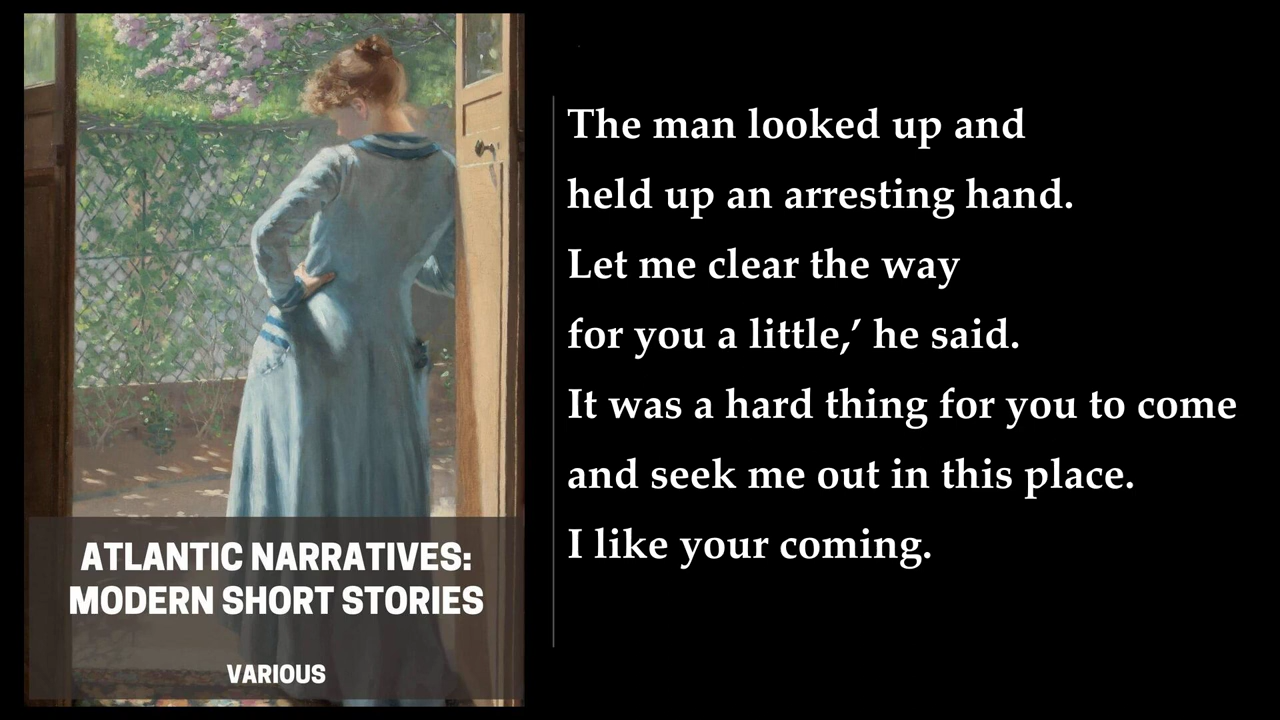 ATLANTIC NARRATIVES:
MODERN SHORT STORIES
VARIOUS
The man looked up and
held up an arresting hand.
Let me clear the way
for you a little,’ he said.
It was a hard thing for you to come
and seek me out in this place.
I like your coming.